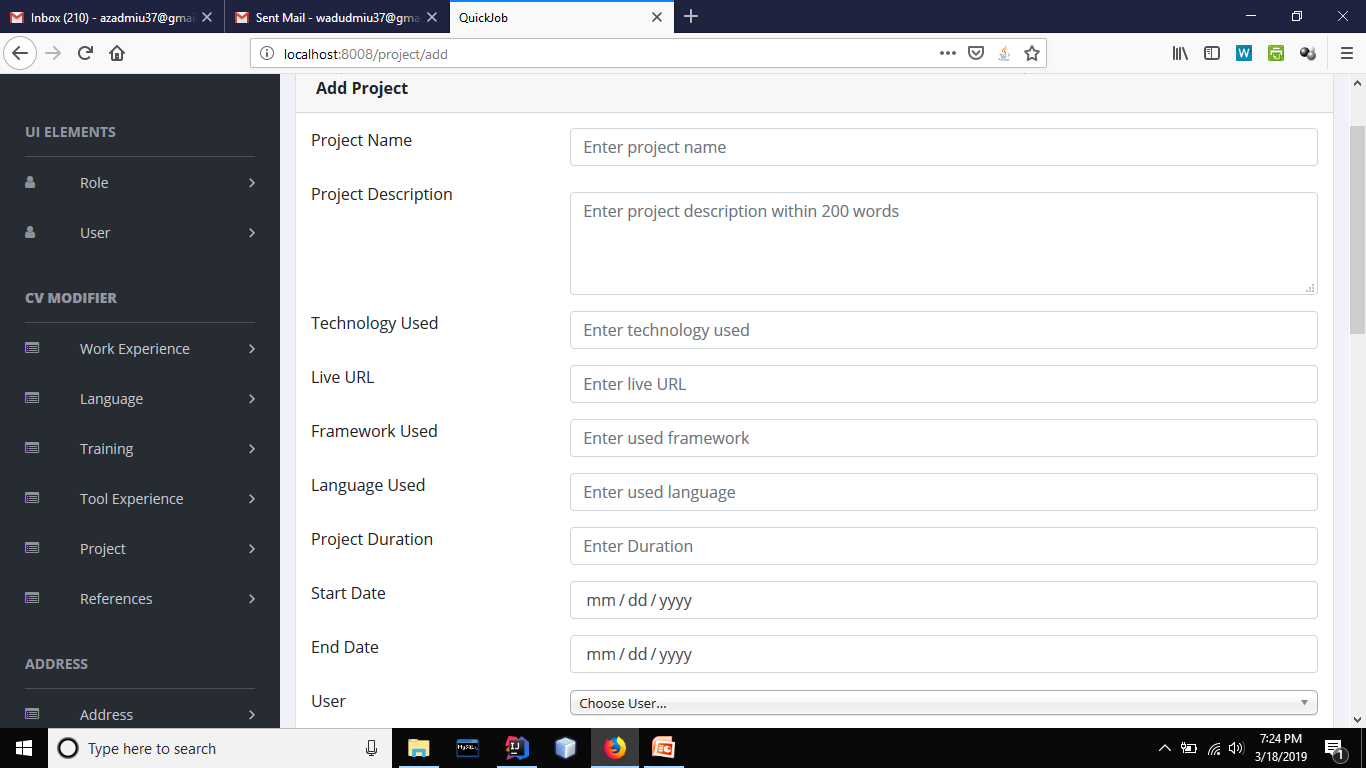 Inbox (210) - azadmiu37@gmai
Sent Mail - wadudmiu37@gma
QuickJob
localhost:8008/project/add
W
UI ELEMENTS
Role
User
CV MODIFIER
Work Experience
Language
Training
Tool Experience
Project
References
ADDRESS
Address
Add Project
Project Name
Enter project name
Project Description
Enter project description within 200 words
Technology Used
Enter technology used
Live URL
Enter live URL
Framework Used
Enter used framework
Language Used
Enter used language
Project Duration
Enter Duration
Start Date
mm / dd / yyyy
End Date
mm / dd / yyyy
User
Choose User...
Type here to search
MySQL
IJ
7:24 PM
3/18/2019
1